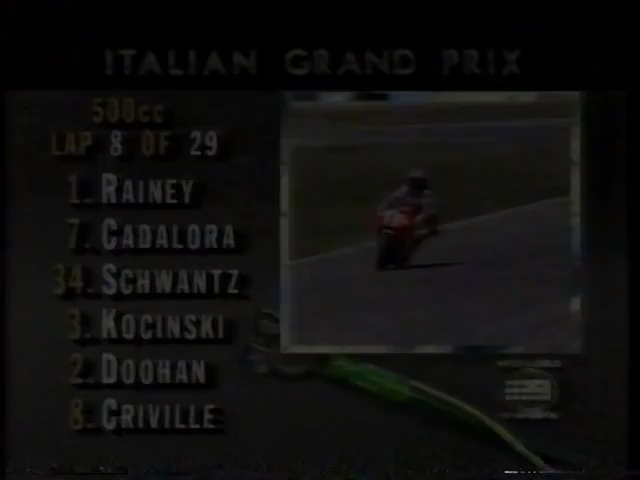 ITALIAN GRAND PRIX
500cc
LAP 8 OF 29
1. RAINEY
7. CADALORA
34. SCHWANTZ
3. KOCINSKI
2. DOOHAN
8. CRIVILLE